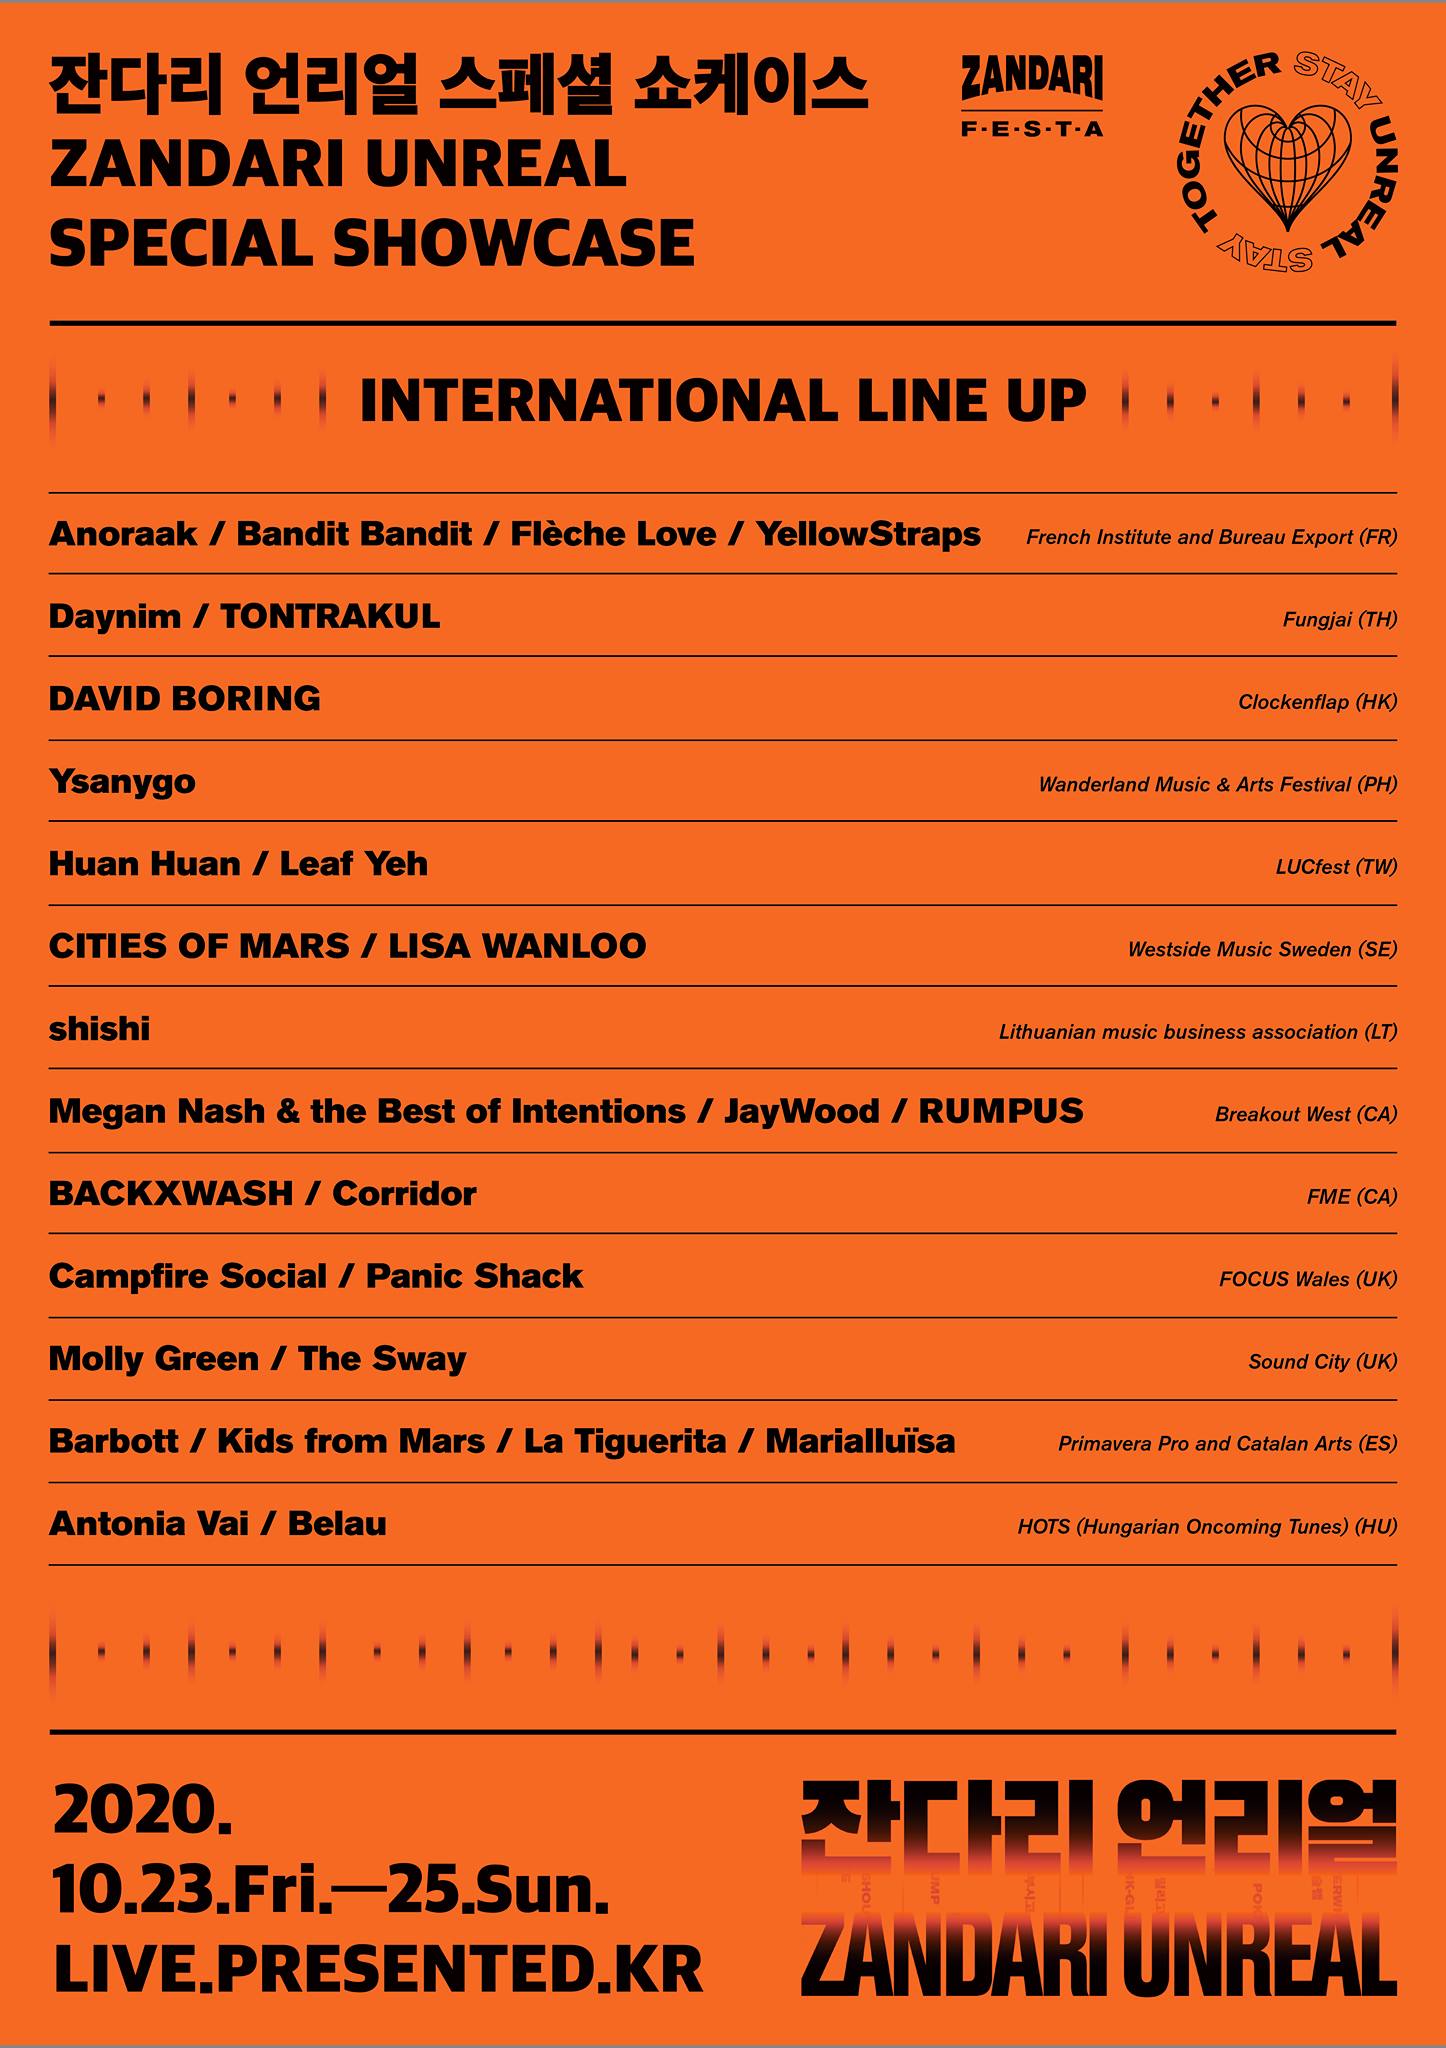 잔다리 언리얼 스페셜 쇼케이스
ZANDARI UNREAL
SPECIAL SHOWCASE
ZANDARI
F·E·S·T·A
STAY UNREAL STAY TOGETHER
INTERNATIONAL LINE UP
Anoraak / Bandit Bandit / Flèche Love / YellowStraps French Institute and Bureau Export (FR)
Daynim / TONTRAKUL Fungjai (TH)
DAVID BORING Clockenflap (HK)
Ysanygo Wanderland Music & Arts Festival (PH)
Huan Huan / Leaf Yeh LUCfest (TW)
CITIES OF MARS / LISA WANLOO Westside Music Sweden (SE)
shishi Lithuanian music business association (LT)
Megan Nash & the Best of Intentions / JayWood / RUMPUS Breakout West (CA)
BACKXWASH / Corridor FME (CA)
Campfire Social / Panic Shack FOCUS Wales (UK)
Molly Green / The Sway Sound City (UK)
Barbott / Kids from Mars / La Tiguerita / Marialluïsa Primavera Pro and Catalan Arts (ES)
Antonia Vai / Belau HOTS (Hungarian Oncoming Tunes) (HU)
2020.
10.23.Fri.—25.Sun.
LIVE.PRESENTED.KR
잔다리 언리얼
ZANDARI UNREAL